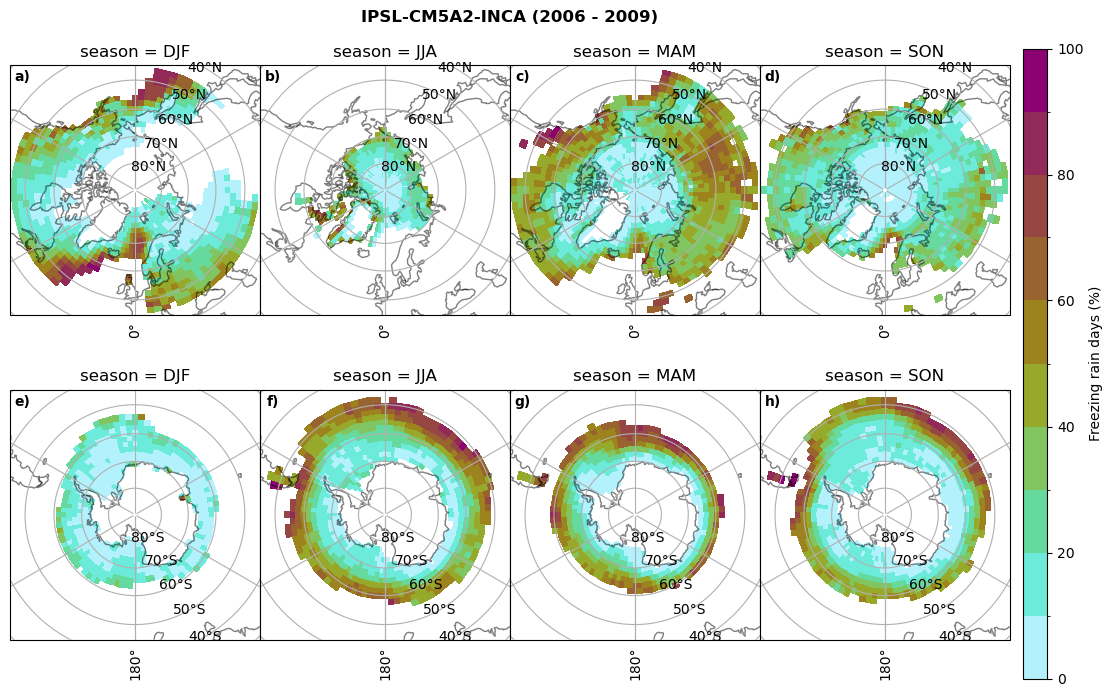 IPSL-CM5A2-INCA (2006 - 2009)
season = DJF
season = JJA
season = MAM
season = SON
a)
40°N
50°N
60°N
70°N
80°N
0°
b)
40°N
50°N
60°N
70°N
80°N
0°
c)
40°N
50°N
60°N
70°N
80°N
0°
d)
40°N
50°N
60°N
70°N
80°N
0°
season = DJF
season = JJA
season = MAM
season = SON
e)
80°S
70°S
60°S
50°S
40°S
180°
f)
80°S
70°S
60°S
50°S
40°S
180°
g)
80°S
70°S
60°S
50°S
40°S
180°
h)
80°S
70°S
60°S
50°S
40°S
180°
100
80
60
40
20
0
Freezing rain days (%)